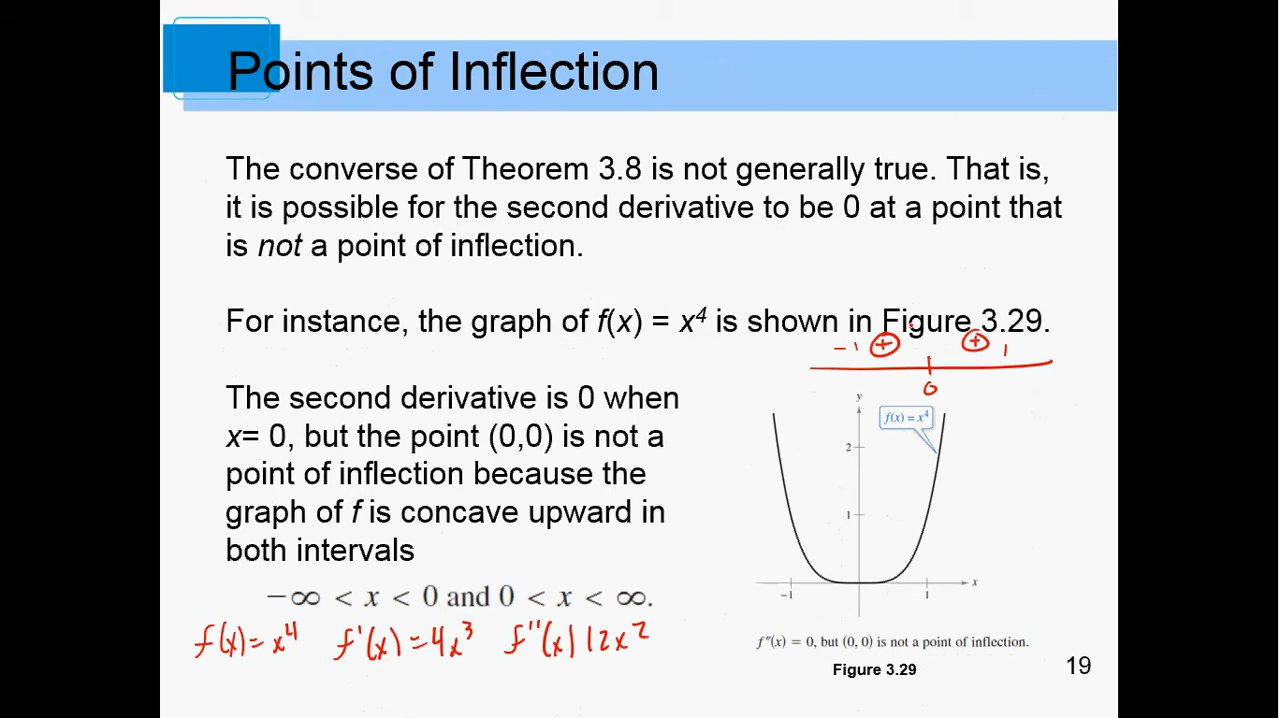 Points of Inflection
The converse of Theorem 3.8 is not generally true. That is,
it is possible for the second derivative to be 0 at a point that
is not a point of inflection.
For instance, the graph of f(x) = x⁴ is shown in Figure 3.29.
-1 + + 1
0
The second derivative is 0 when
x= 0, but the point (0,0) is not a
point of inflection because the
graph of f is concave upward in
both intervals
−∞ < x < 0 and 0 < x < ∞.
f(x)=x⁴ f'(x)=4x³ f''(x) 12x²
y
f(x) = x⁴
2
1
x
−1 1
f″(x) = 0, but (0, 0) is not a point of inflection.
Figure 3.29
19